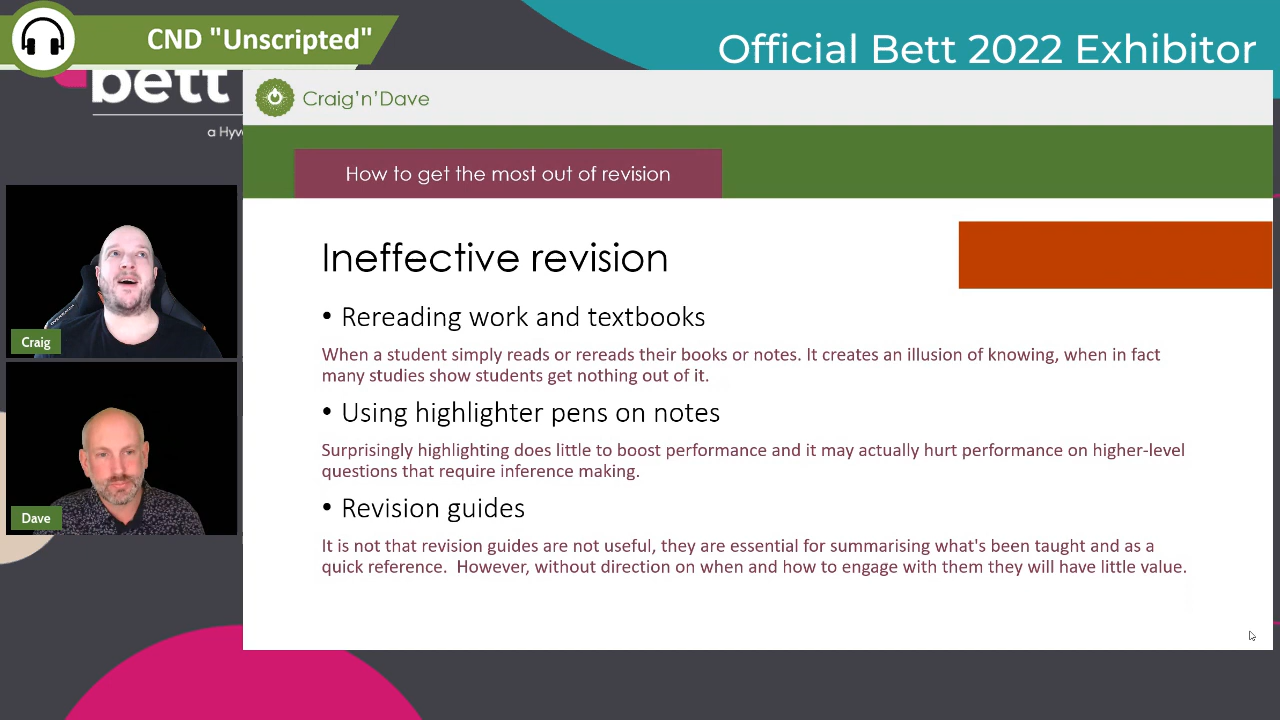 CND "Unscripted"
Official Bett 2022 Exhibitor
bett
a Hyv
Craig'n'Dave
How to get the most out of revision
Ineffective revision
• Rereading work and textbooks
When a student simply reads or rereads their books or notes. It creates an illusion of knowing, when in fact
many studies show students get nothing out of it.
• Using highlighter pens on notes
Surprisingly highlighting does little to boost performance and it may actually hurt performance on higher-level
questions that require inference making.
• Revision guides
It is not that revision guides are not useful, they are essential for summarising what's been taught and as a
quick reference.  However, without direction on when and how to engage with them they will have little value.
Craig
Dave